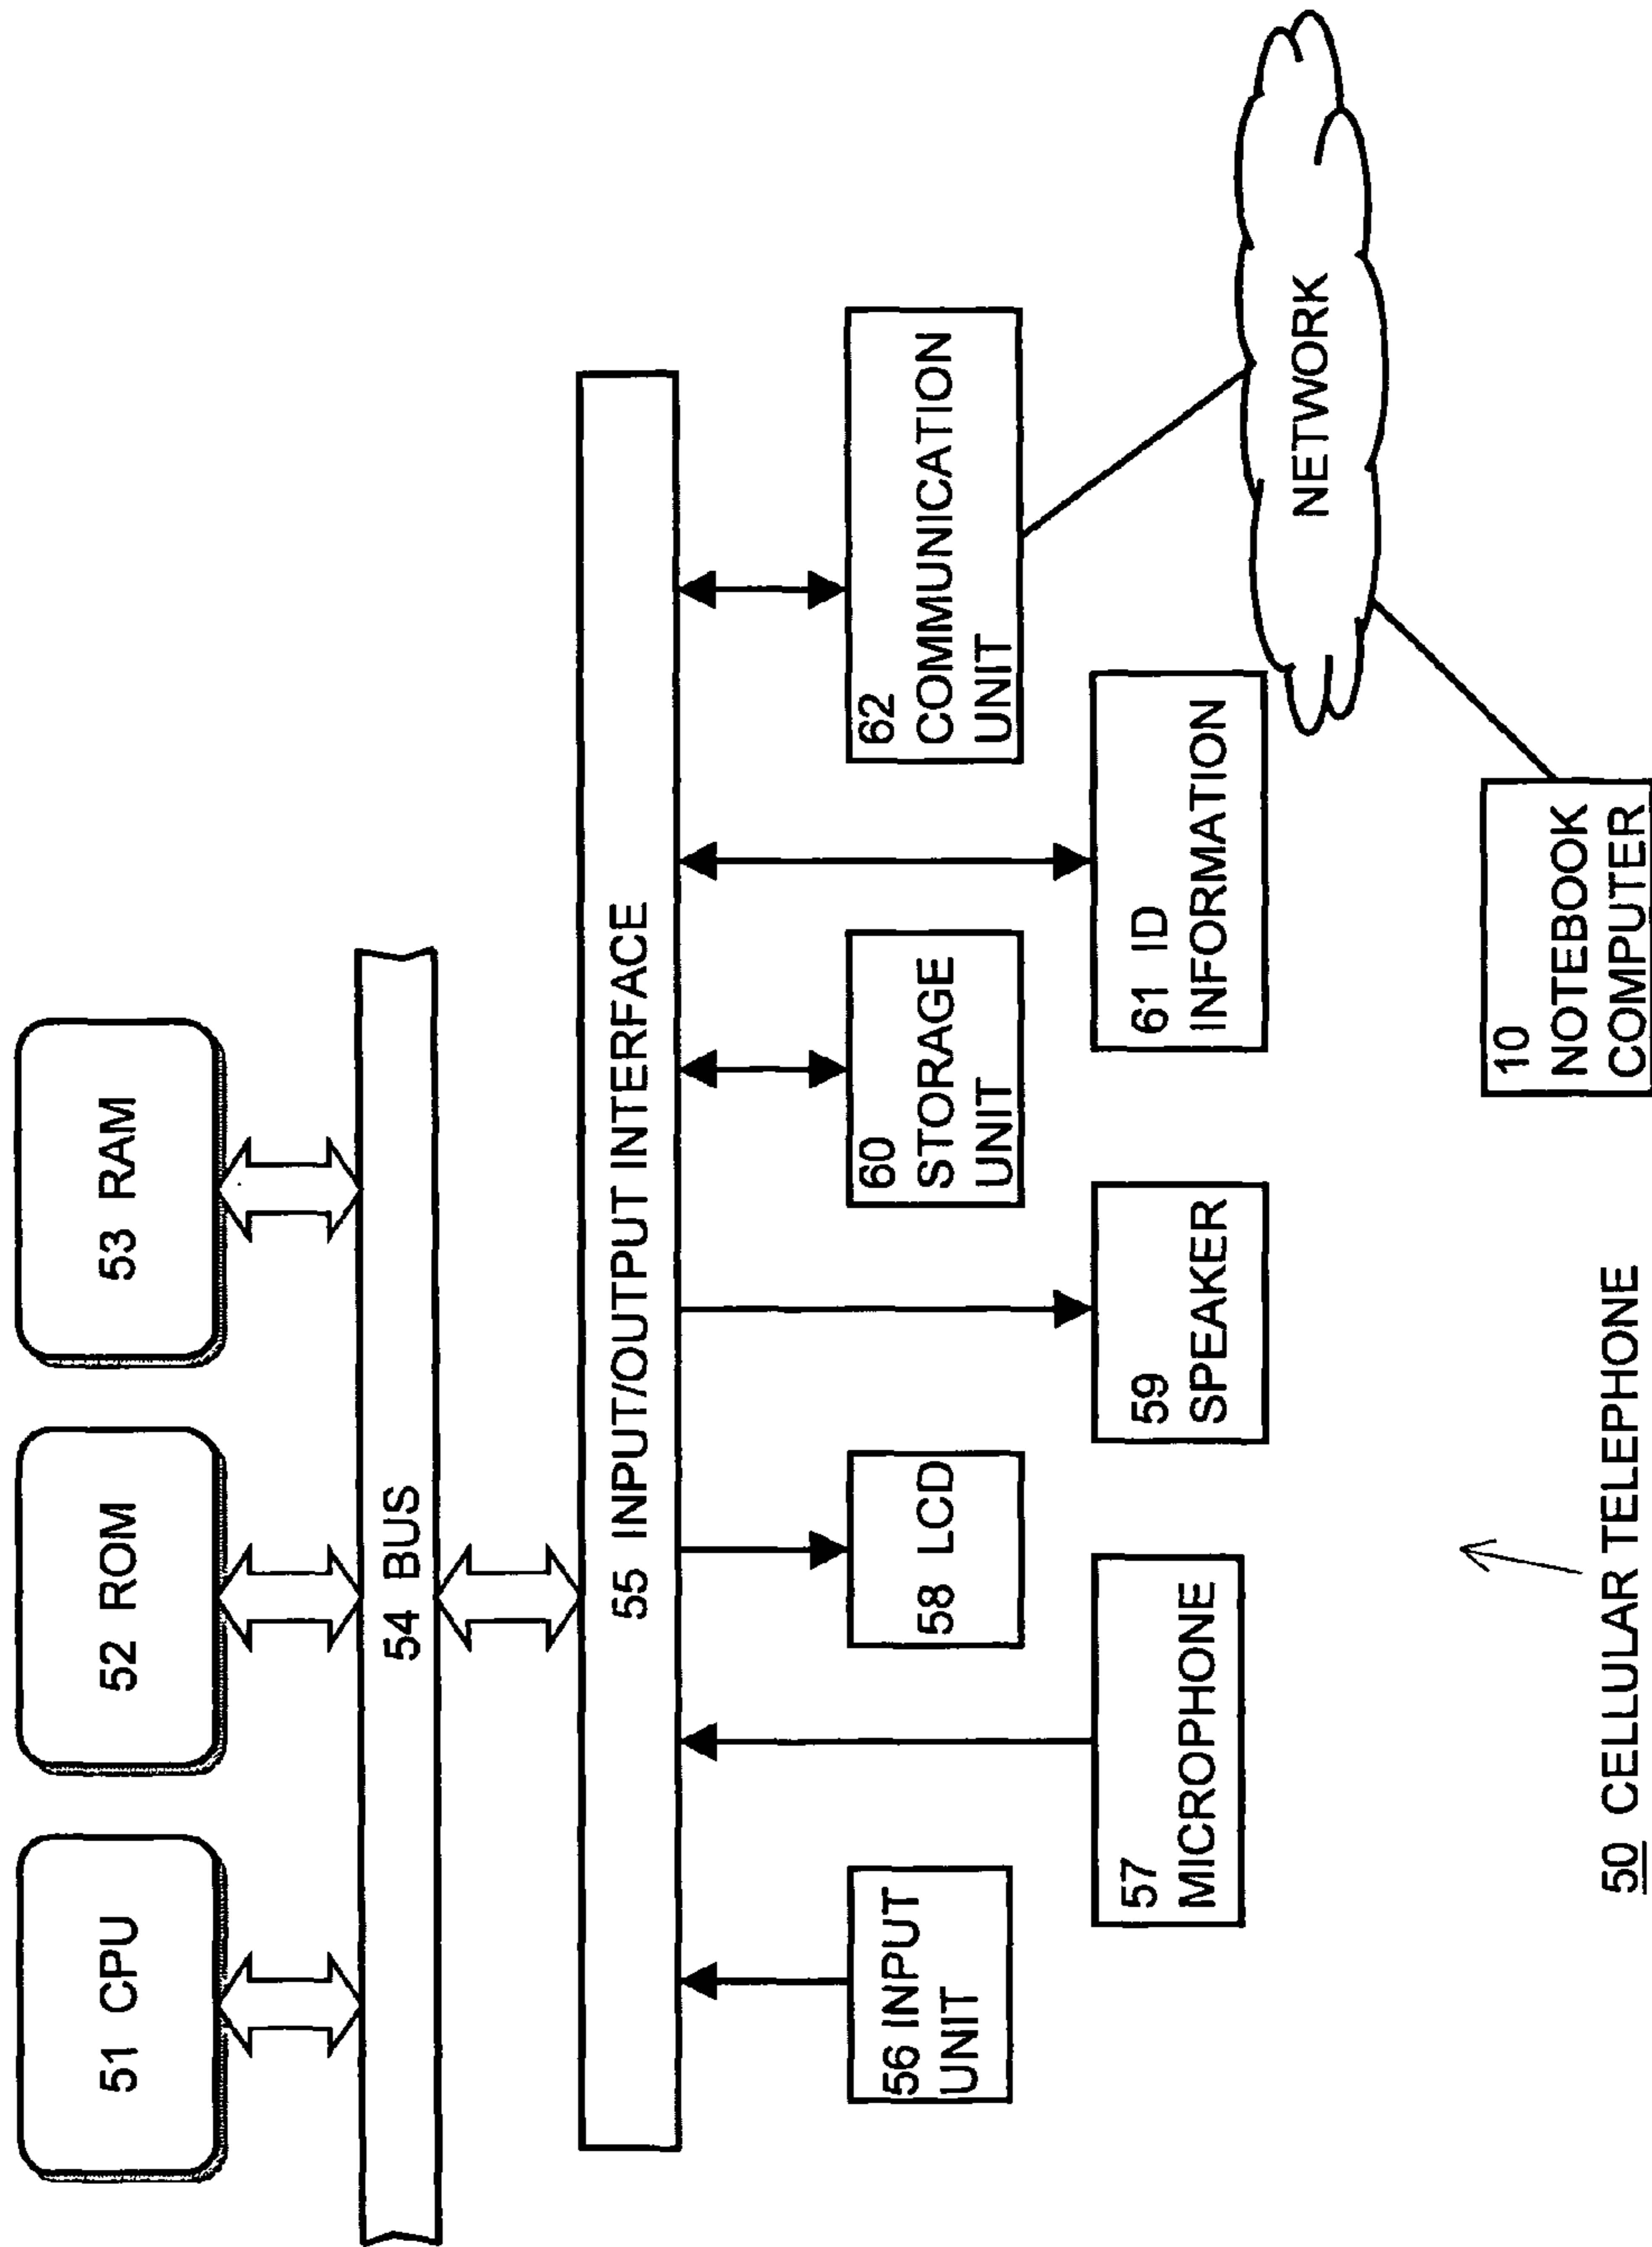 51 CPU
52 ROM
53 RAM
54 BUS
55 INPUT/OUTPUT INTERFACE
56 INPUT
UNIT
57
MICROPHONE
58 LCD
59
SPEAKER
60
STORAGE
UNIT
61 ID
INFORMATION
62
COMMUNICATION
UNIT
NETWORK
10
NOTEBOOK
COMPUTER
50 CELLULAR TELEPHONE